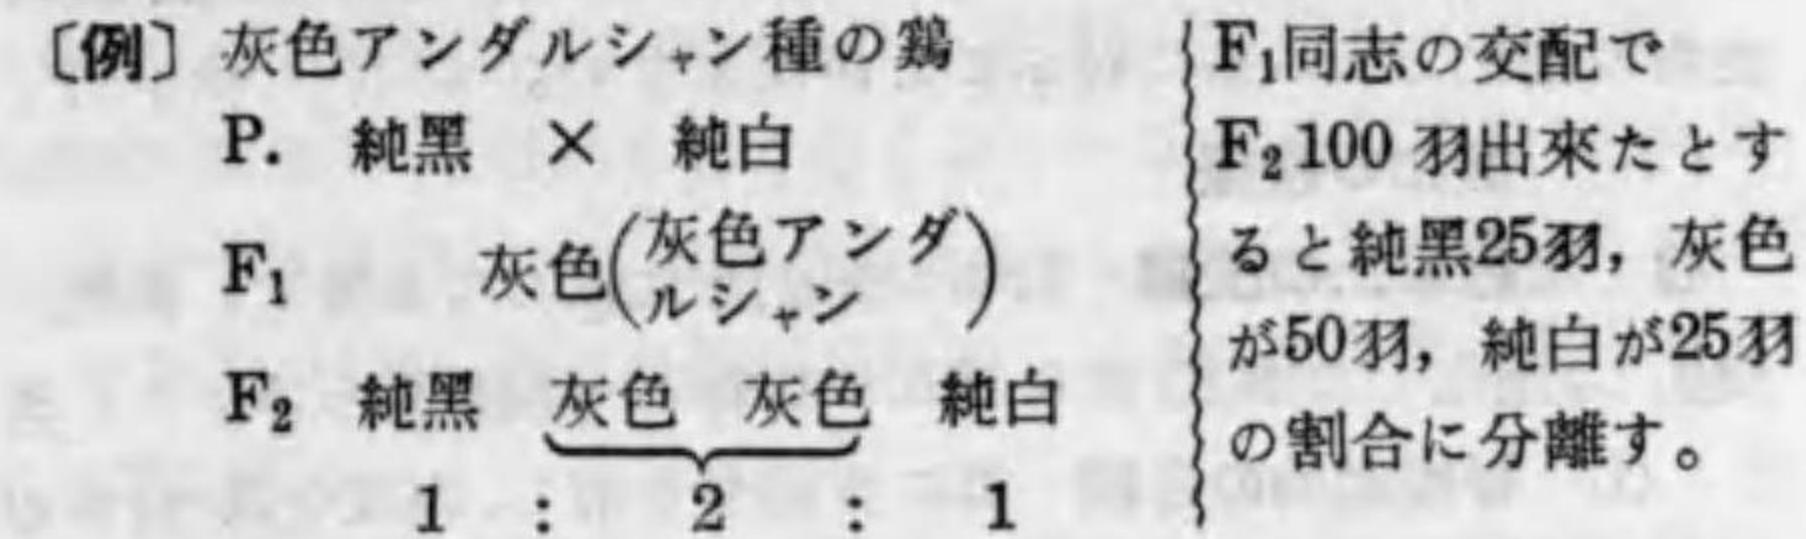 〔例〕灰色アンダルシャン種の鶏
P. 純黑 × 純白
F₁ 灰色(灰色アンダ
ルシャン)
F₂ 純黑 灰色 灰色 純白
1 : 2 : 1
F₁同志の交配で
F₂100羽出來たとす
ると純黑25羽，灰色
が50羽，純白が25羽
の割合に分離す。